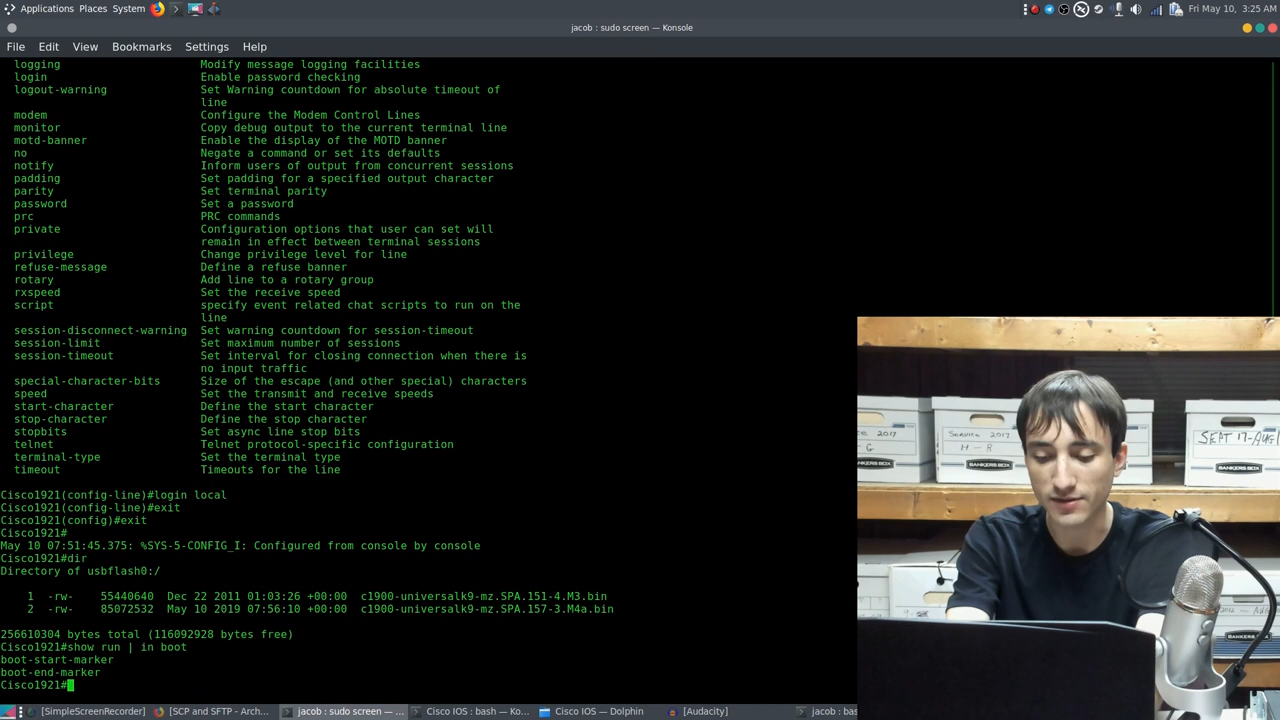 Applications Places System
Fri May 10, 3:25 AM
jacob : sudo screen — Konsole
File Edit View Bookmarks Settings Help
logging Modify message logging facilities
login Enable password checking
logout-warning Set Warning countdown for absolute timeout of
line
modem Configure the Modem Control Lines
monitor Copy debug output to the current terminal line
motd-banner Enable the display of the MOTD banner
no Negate a command or set its defaults
notify Inform users of output from concurrent sessions
padding Set padding for a specified output character
parity Set terminal parity
password Set a password
prc PRC commands
private Configuration options that user can set will
remain in effect between terminal sessions
privilege Change privilege level for line
refuse-message Define a refuse banner
rotary Add line to a rotary group
rxspeed Set the receive speed
script specify event related chat scripts to run on the
line
session-disconnect-warning Set warning countdown for session-timeout
session-limit Set maximum number of sessions
session-timeout Set interval for closing connection when there is
no input traffic
special-character-bits Size of the escape (and other special) characters
speed Set the transmit and receive speeds
start-character Define the start character
stop-character Define the stop character
stopbits Set async line stop bits
telnet Telnet protocol-specific configuration
terminal-type Set the terminal type
timeout Timeouts for the line
Cisco1921(config-line)#login local
Cisco1921(config-line)#exit
Cisco1921(config)#exit
Cisco1921#
May 10 07:51:45.375: %SYS-5-CONFIG_I: Configured from console by console
Cisco1921#dir
Directory of usbflash0:/
1 -rw- 55440640 Dec 22 2011 01:03:26 +00:00 c1900-universalk9-mz.SPA.151-4.M3.bin
2 -rw- 85072532 May 10 2019 07:56:10 +00:00 c1900-universalk9-mz.SPA.157-3.M4a.bin
256610304 bytes total (116092928 bytes free)
Cisco1921#show run | in boot
boot-start-marker
boot-end-marker
Cisco1921#
2017
G
BANKERS BOX
Service 2017
H - R
BANKERS BOX
SEPT 17-AUG
BANKERS BOX
BANKERS BOX
[SimpleScreenRecorder] [SCP and SFTP - Arch... jacob : sudo screen — ... Cisco IOS : bash — Ko... Cisco IOS — Dolphin [Audacity] jacob : bas